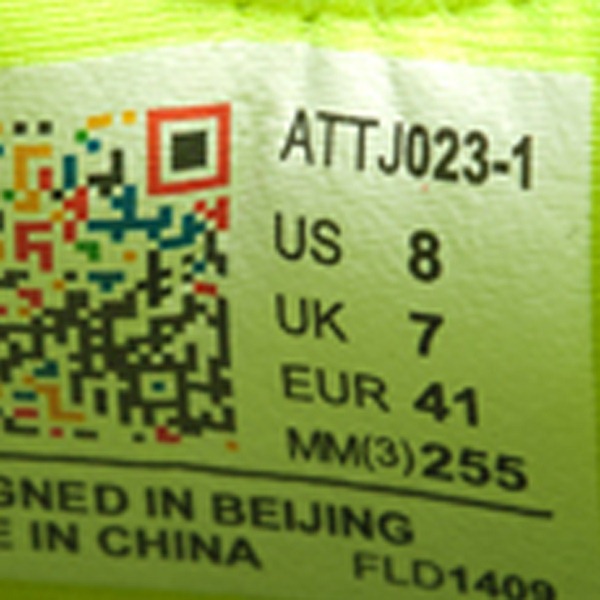 ATTJ023-1
US 8
UK 7
EUR 41
MM(3) 255
GNED IN BEIJING
E IN CHINA FLD1409